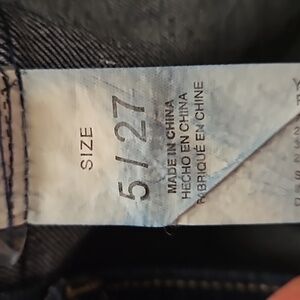 SIZE
5 / 27
MADE IN CHINA
HECHO EN CHINA
FABRIQUÉ EN CHINE